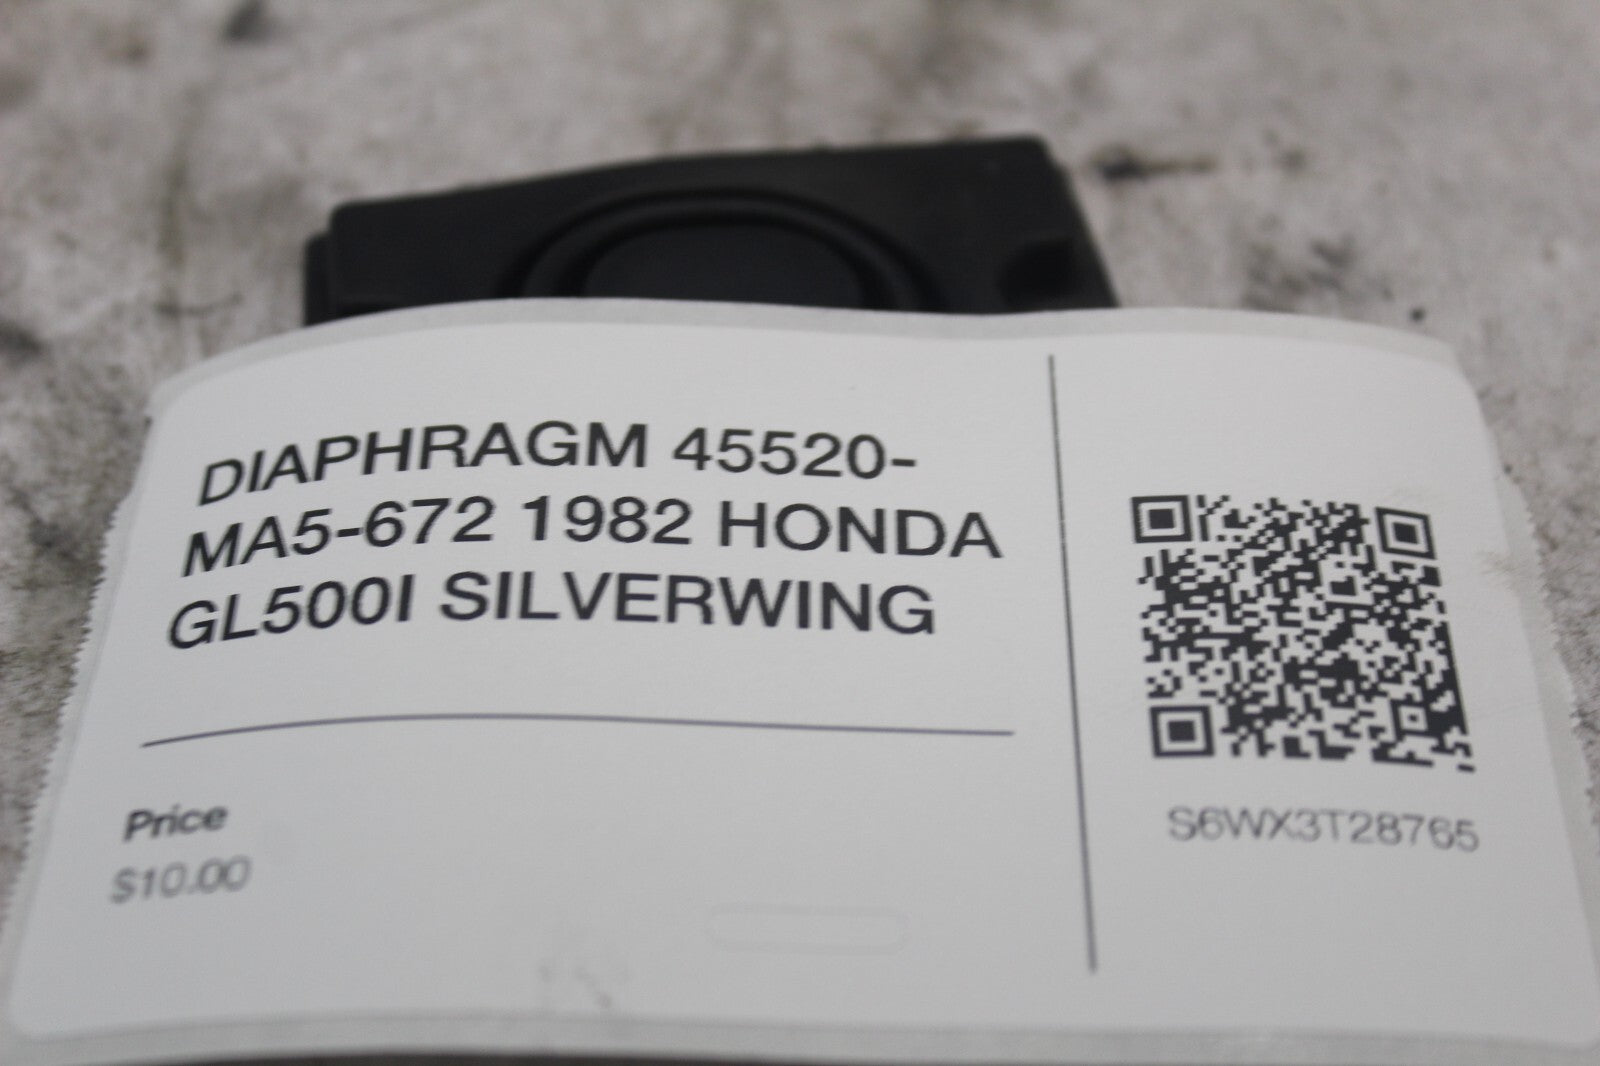 DIAPHRAGM 45520-
MA5-672 1982 HONDA
GL500I SILVERWING
Price
$10.00
S6WX3T28765